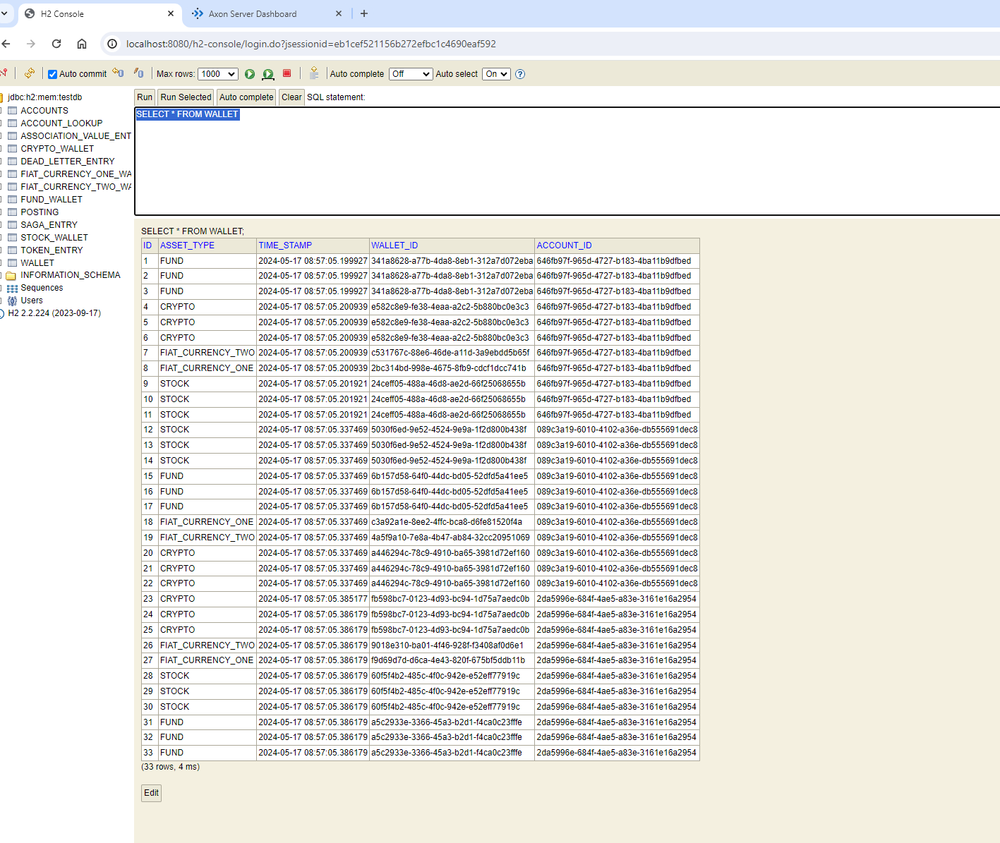 H2 Console
Axon Server Dashboard
localhost:8080/h2-console/login.do?jsessionid=eb1cef521156b272efbc1c4690eaf592
Auto commit Max rows: 1000 Auto complete Off Auto select On
jdbc:h2:mem:testdb
ACCOUNTS
ACCOUNT_LOOKUP
ASSOCIATION_VALUE_ENT
CRYPTO_WALLET
DEAD_LETTER_ENTRY
FIAT_CURRENCY_ONE_WA
FIAT_CURRENCY_TWO_WA
FUND_WALLET
POSTING
SAGA_ENTRY
STOCK_WALLET
TOKEN_ENTRY
WALLET
INFORMATION_SCHEMA
Sequences
Users
H2 2.2.224 (2023-09-17)
Run Run Selected Auto complete Clear SQL statement:
SELECT * FROM WALLET
SELECT * FROM WALLET;
ID ASSET_TYPE TIME_STAMP WALLET_ID ACCOUNT_ID
1 FUND 2024-05-17 08:57:05.199927 341a8628-a77b-4da8-8eb1-312a7d072eba 646fb97f-965d-4727-b183-4ba11b9dfbed
2 FUND 2024-05-17 08:57:05.199927 341a8628-a77b-4da8-8eb1-312a7d072eba 646fb97f-965d-4727-b183-4ba11b9dfbed
3 FUND 2024-05-17 08:57:05.199927 341a8628-a77b-4da8-8eb1-312a7d072eba 646fb97f-965d-4727-b183-4ba11b9dfbed
4 CRYPTO 2024-05-17 08:57:05.200939 e582c8e9-fe38-4eaa-a2c2-5b880bc0e3c3 646fb97f-965d-4727-b183-4ba11b9dfbed
5 CRYPTO 2024-05-17 08:57:05.200939 e582c8e9-fe38-4eaa-a2c2-5b880bc0e3c3 646fb97f-965d-4727-b183-4ba11b9dfbed
6 CRYPTO 2024-05-17 08:57:05.200939 e582c8e9-fe38-4eaa-a2c2-5b880bc0e3c3 646fb97f-965d-4727-b183-4ba11b9dfbed
7 FIAT_CURRENCY_TWO 2024-05-17 08:57:05.200939 c531767c-88e6-46de-a11d-3a9ebdd5b65f 646fb97f-965d-4727-b183-4ba11b9dfbed
8 FIAT_CURRENCY_ONE 2024-05-17 08:57:05.200939 2bc314bd-998e-4675-8fb9-cdcf1dcc741b 646fb97f-965d-4727-b183-4ba11b9dfbed
9 STOCK 2024-05-17 08:57:05.201921 24ceff05-488a-46d8-ae2d-66f25068655b 646fb97f-965d-4727-b183-4ba11b9dfbed
10 STOCK 2024-05-17 08:57:05.201921 24ceff05-488a-46d8-ae2d-66f25068655b 646fb97f-965d-4727-b183-4ba11b9dfbed
11 STOCK 2024-05-17 08:57:05.201921 24ceff05-488a-46d8-ae2d-66f25068655b 646fb97f-965d-4727-b183-4ba11b9dfbed
12 STOCK 2024-05-17 08:57:05.337469 5030f6ed-9e52-4524-9e9a-1f2d800b438f 089c3a19-6010-4102-a36e-db555691dec8
13 STOCK 2024-05-17 08:57:05.337469 5030f6ed-9e52-4524-9e9a-1f2d800b438f 089c3a19-6010-4102-a36e-db555691dec8
14 STOCK 2024-05-17 08:57:05.337469 5030f6ed-9e52-4524-9e9a-1f2d800b438f 089c3a19-6010-4102-a36e-db555691dec8
15 FUND 2024-05-17 08:57:05.337469 6b157d58-64f0-44dc-bd05-52dfd5a41ee5 089c3a19-6010-4102-a36e-db555691dec8
16 FUND 2024-05-17 08:57:05.337469 6b157d58-64f0-44dc-bd05-52dfd5a41ee5 089c3a19-6010-4102-a36e-db555691dec8
17 FUND 2024-05-17 08:57:05.337469 6b157d58-64f0-44dc-bd05-52dfd5a41ee5 089c3a19-6010-4102-a36e-db555691dec8
18 FIAT_CURRENCY_ONE 2024-05-17 08:57:05.337469 c3a92a1e-8ee2-4ffc-bca8-d6fe81520f4a 089c3a19-6010-4102-a36e-db555691dec8
19 FIAT_CURRENCY_TWO 2024-05-17 08:57:05.337469 4a5f9a10-7e8a-4b47-ab84-32cc20951069 089c3a19-6010-4102-a36e-db555691dec8
20 CRYPTO 2024-05-17 08:57:05.337469 a446294c-78c9-4910-ba65-3981d72ef160 089c3a19-6010-4102-a36e-db555691dec8
21 CRYPTO 2024-05-17 08:57:05.337469 a446294c-78c9-4910-ba65-3981d72ef160 089c3a19-6010-4102-a36e-db555691dec8
22 CRYPTO 2024-05-17 08:57:05.337469 a446294c-78c9-4910-ba65-3981d72ef160 089c3a19-6010-4102-a36e-db555691dec8
23 CRYPTO 2024-05-17 08:57:05.385177 fb598bc7-0123-4d93-bc94-1d75a7aedc0b 2da5996e-684f-4ae5-a83e-3161e16a2954
24 CRYPTO 2024-05-17 08:57:05.386179 fb598bc7-0123-4d93-bc94-1d75a7aedc0b 2da5996e-684f-4ae5-a83e-3161e16a2954
25 CRYPTO 2024-05-17 08:57:05.386179 fb598bc7-0123-4d93-bc94-1d75a7aedc0b 2da5996e-684f-4ae5-a83e-3161e16a2954
26 FIAT_CURRENCY_TWO 2024-05-17 08:57:05.386179 9018e310-ba01-4f46-928f-f3408af0d6e1 2da5996e-684f-4ae5-a83e-3161e16a2954
27 FIAT_CURRENCY_ONE 2024-05-17 08:57:05.386179 f9d69d7d-d6ca-4e43-820f-675bf5ddb11b 2da5996e-684f-4ae5-a83e-3161e16a2954
28 STOCK 2024-05-17 08:57:05.386179 60f5f4b2-485c-4f0c-942e-e52eff77919c 2da5996e-684f-4ae5-a83e-3161e16a2954
29 STOCK 2024-05-17 08:57:05.386179 60f5f4b2-485c-4f0c-942e-e52eff77919c 2da5996e-684f-4ae5-a83e-3161e16a2954
30 STOCK 2024-05-17 08:57:05.386179 60f5f4b2-485c-4f0c-942e-e52eff77919c 2da5996e-684f-4ae5-a83e-3161e16a2954
31 FUND 2024-05-17 08:57:05.386179 a5c2933e-3366-45a3-b2d1-f4ca0c23fffe 2da5996e-684f-4ae5-a83e-3161e16a2954
32 FUND 2024-05-17 08:57:05.386179 a5c2933e-3366-45a3-b2d1-f4ca0c23fffe 2da5996e-684f-4ae5-a83e-3161e16a2954
33 FUND 2024-05-17 08:57:05.386179 a5c2933e-3366-45a3-b2d1-f4ca0c23fffe 2da5996e-684f-4ae5-a83e-3161e16a2954
(33 rows, 4 ms)
Edit